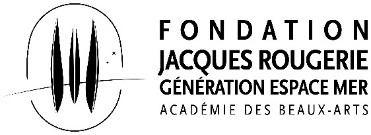 FONDATION
JACQUES ROUGERIE
GÉNÉRATION ESPACE MER
ACADÉMIE DES BEAUX-ARTS